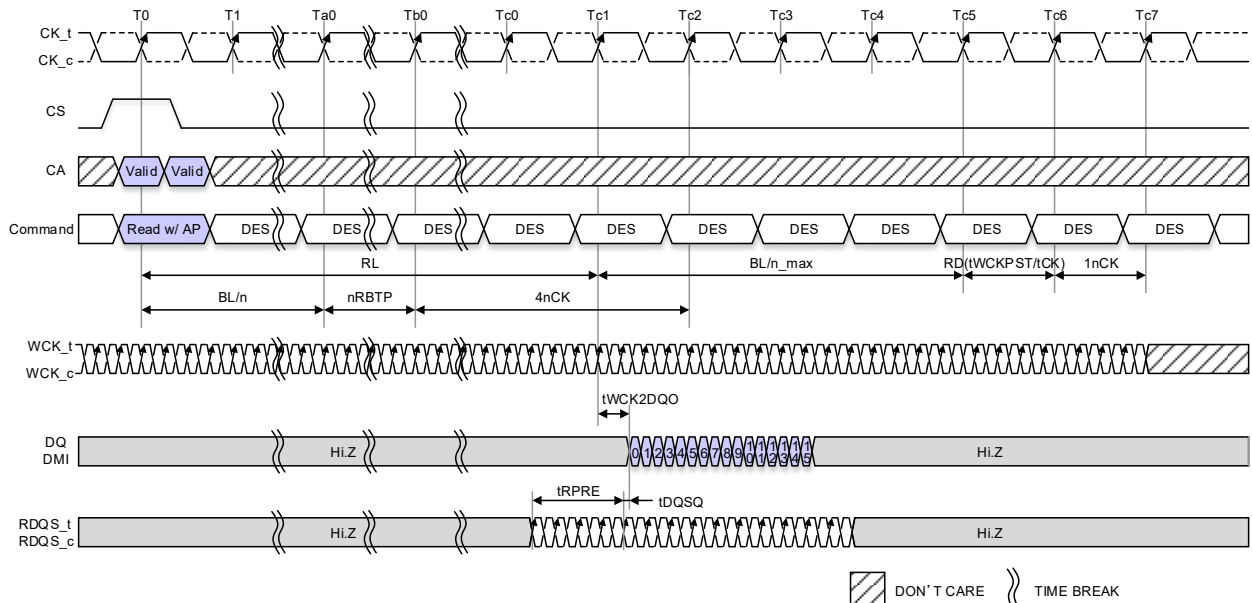 T0 T1 Ta0 Tb0 Tc0 Tc1 Tc2 Tc3 Tc4 Tc5 Tc6 Tc7
CK_t
CK_c
CS
CA Valid Valid
Command Read w/ AP DES DES DES DES DES DES DES DES DES DES DES
RL BL/n_max RD(tWCKPST/tCK) 1nCK
BL/n nRBTP 4nCK
WCK_t
WCK_c
tWCK2DQO
DQ
DMI
Hi.Z 0 1 2 3 4 5 6 7 8 9 10 11 12 13 14 15 Hi.Z
tRPRE tDQSQ
RDQS_t
RDQS_c
Hi.Z Hi.Z
DON'T CARE TIME BREAK